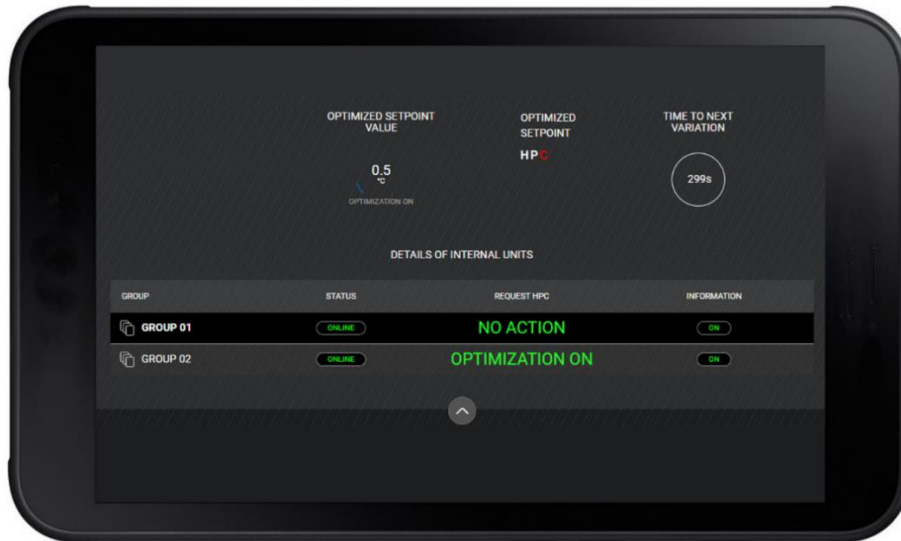 OPTIMIZED SETPOINT
VALUE
0.5
°C
OPTIMIZATION ON
OPTIMIZED
SETPOINT
HPC
TIME TO NEXT
VARIATION
299s
DETAILS OF INTERNAL UNITS
GROUP STATUS REQUEST HPC INFORMATION
GROUP 01 ONLINE NO ACTION ON
GROUP 02 ONLINE OPTIMIZATION ON ON